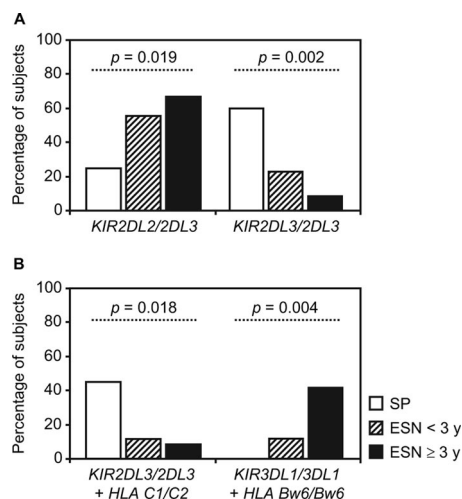 A
Percentage of subjects
100
80
60
40
20
0
p = 0.019
p = 0.002
KIR2DL2/2DL3
KIR2DL3/2DL3
B
Percentage of subjects
100
80
60
40
20
0
p = 0.018
p = 0.004
KIR2DL3/2DL3
+ HLA C1/C2
KIR3DL1/3DL1
+ HLA Bw6/Bw6
SP
ESN < 3 y
ESN ≥ 3 y